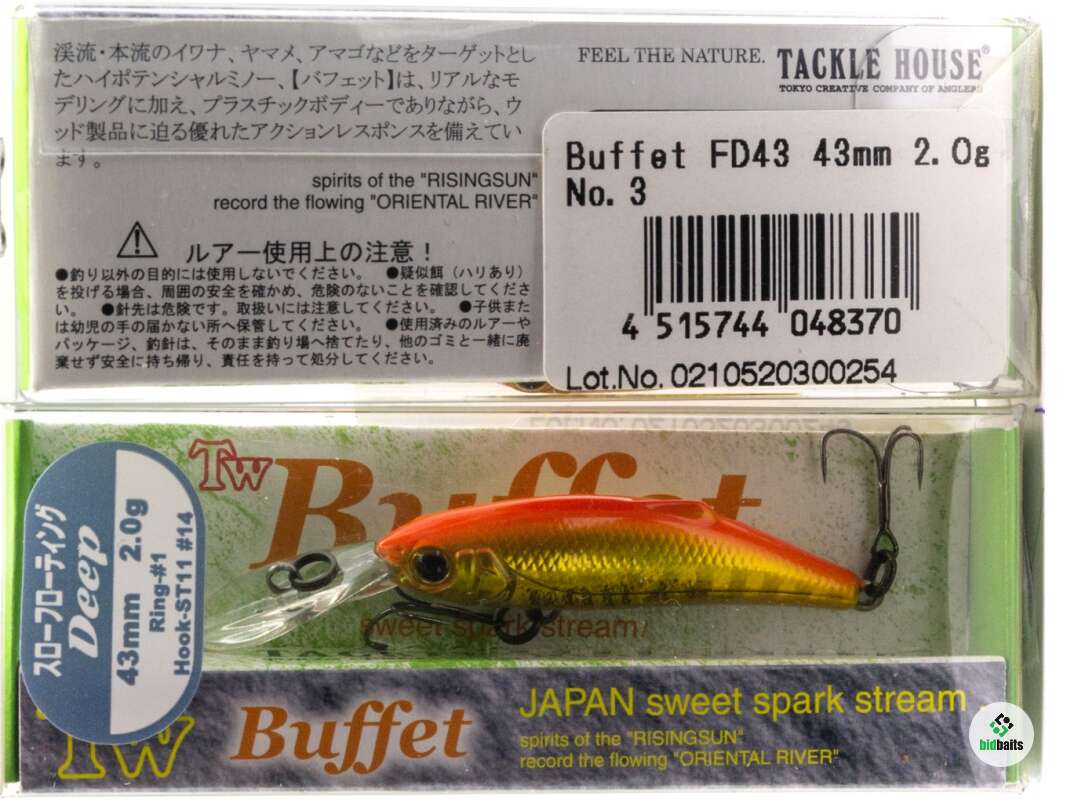 渓流・本流のイワナ、ヤマメ、アマゴなどをターゲットとし
たハイポテンシャルミノー、【バフェット】は、リアルなモ
デリングに加え、プラスチックボディーでありながら、ウ
ッド製品に迫る優れたアクションレスポンスを備えてい
ます。
spirits of the "RISINGSUN"
record the flowing "ORIENTAL RIVER"
FEEL THE NATURE. TACKLE HOUSE®
TOKYO CREATIVE COMPANY OF ANGLERS
ルアー使用上の注意！
●釣り以外の目的には使用しないでください。 ●疑似餌（ハリあり）
を投げる場合、周囲の安全を確かめ、危険のないことを確認してくださ
い。 ●針先は危険です。取扱いには注意してください。 ●子供また
は幼児の手の届かない所へ保管してください。 ●使用済みのルアーや
パッケージ、釣針は、そのまま釣り場へ捨てたり、他のゴミと一緒に廃
棄せず安全に持ち帰り、責任を持って処分してください。
Buffet FD43 43mm 2.0g
No. 3
4 515744 048370
Lot.No. 0210520300254
スローフローティング
Deep
43mm 2.0g
Ring-#1
Hook-ST11 #14
TW Buffet
sweet spark stream
TW Buffet
JAPAN sweet spark stream
spirits of the "RISINGSUN"
record the flowing "ORIENTAL RIVER"
bidbaits